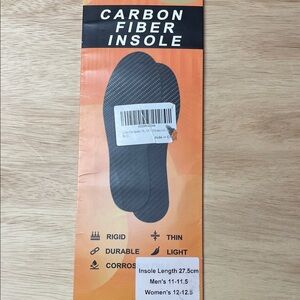 CARBON
FIBER
INSOLE
RIGID
THIN
DURABLE
LIGHT
CORROS
Insole Length 27.5cm
Men's 11-11.5
Women's 12-12.5